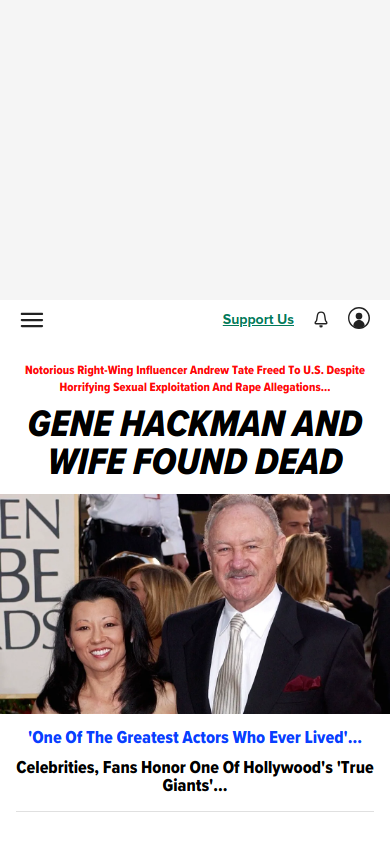 Support Us
Notorious Right-Wing Influencer Andrew Tate Freed To U.S. Despite
Horrifying Sexual Exploitation And Rape Allegations...
GENE HACKMAN AND
WIFE FOUND DEAD
EN
BE
DS
'One Of The Greatest Actors Who Ever Lived'...
Celebrities, Fans Honor One Of Hollywood's 'True
Giants'...